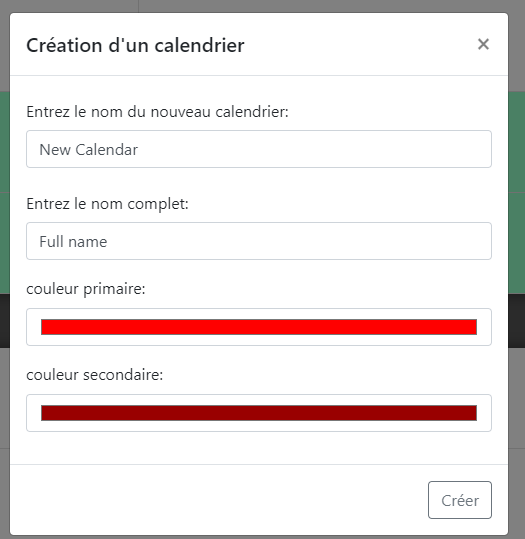 Création d'un calendrier ×
Entrez le nom du nouveau calendrier:
New Calendar
Entrez le nom complet:
Full name
couleur primaire:
couleur secondaire:
Créer